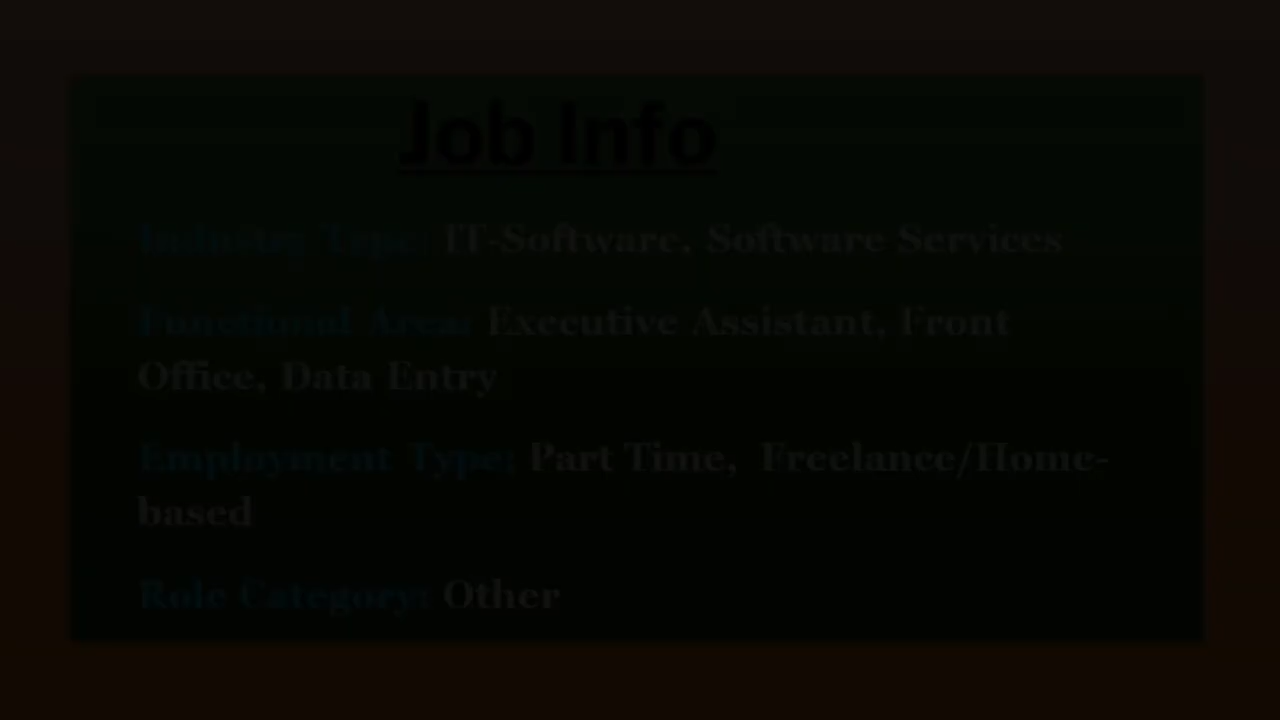 Job Info
Industry Type: IT-Software, Software Services
Functional Area: Executive Assistant, Front
Office, Data Entry
Employment Type: Part Time, Freelance/Home-
based
Role Category: Other